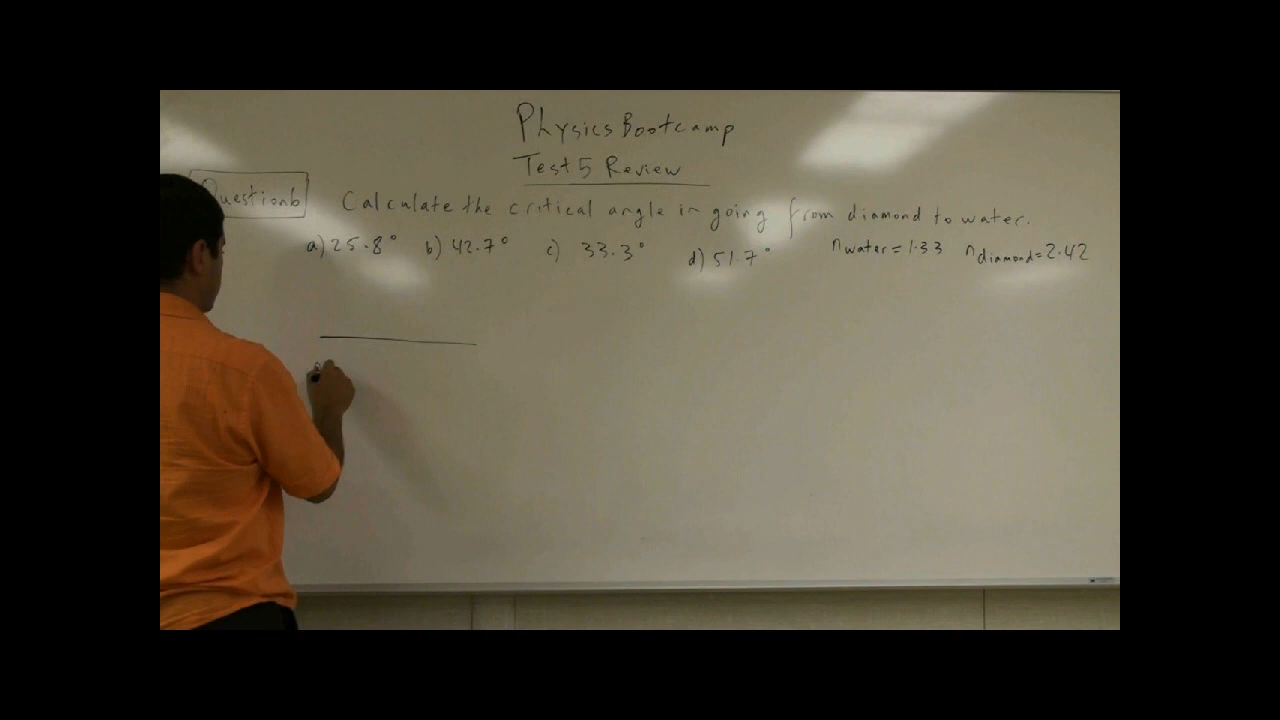 Physics Bootcamp
Test 5 Review
Question 6 Calculate the critical angle in going from diamond to water.
a) 25.8° b) 42.7° c) 33.3° d) 51.7° nwater = 1.33 ndiamond = 2.42